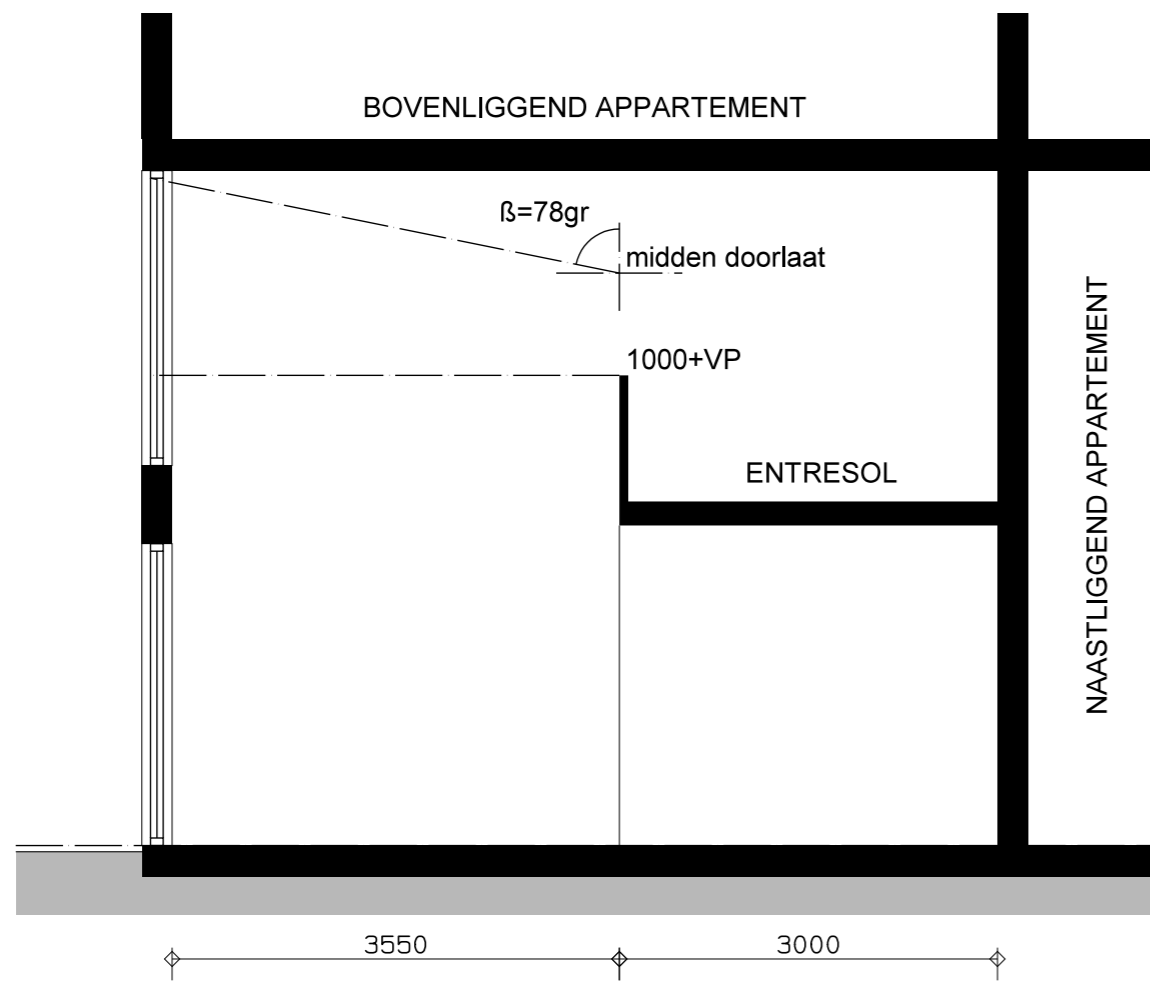 BOVENLIGGEND APPARTEMENT
ß=78gr
midden doorlaat
1000+VP
ENTRESOL
NAASTLIGGEND APPARTEMENT
3550
3000